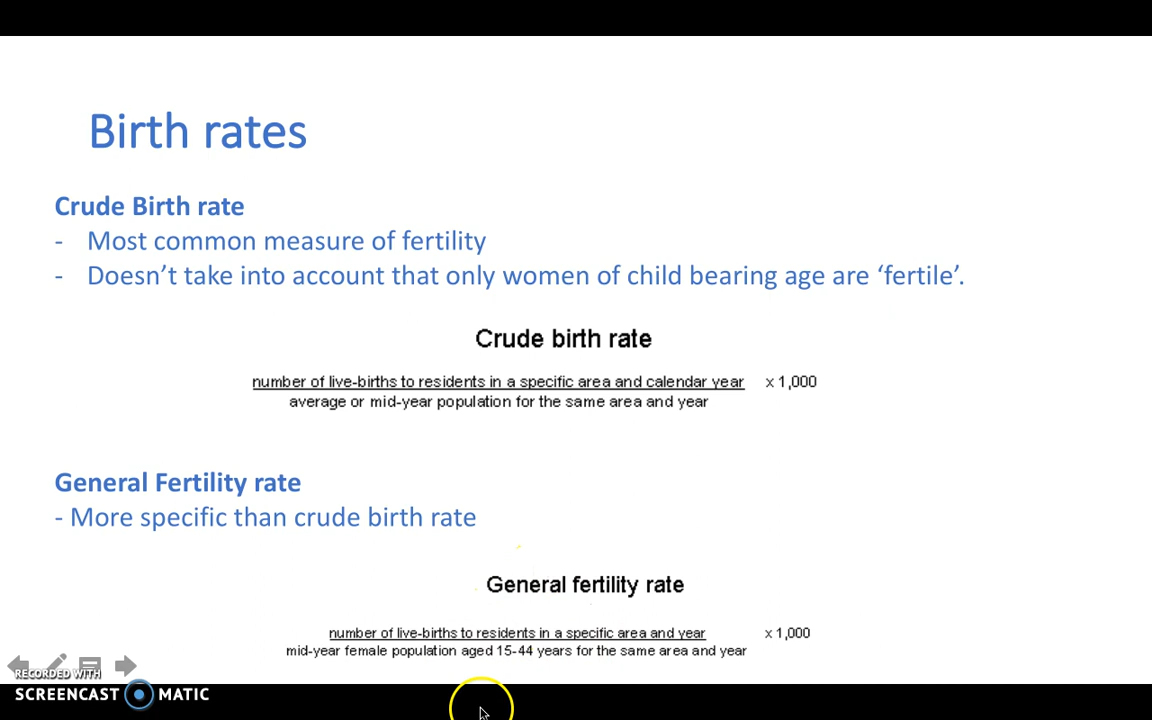 Birth rates
Crude Birth rate
- Most common measure of fertility
- Doesn’t take into account that only women of child bearing age are ‘fertile’.
Crude birth rate
number of live-births to residents in a specific area and calendar year x 1,000
average or mid-year population for the same area and year
General Fertility rate
- More specific than crude birth rate
General fertility rate
number of live-births to residents in a specific area and year x 1,000
mid-year female population aged 15-44 years for the same area and year
RECORDED WITH
SCREENCAST MATIC